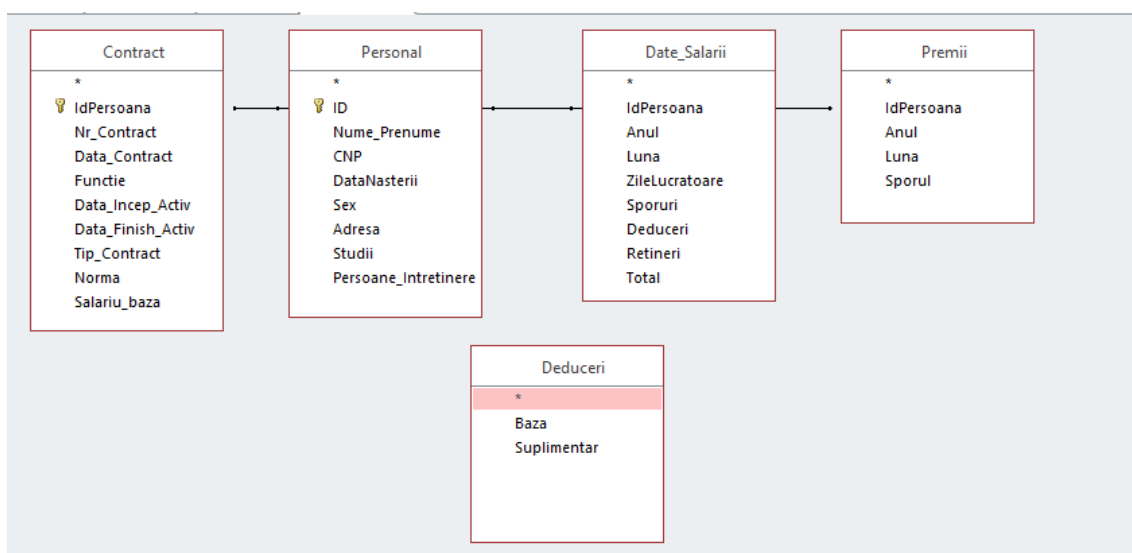 Contract
*
IdPersoana
Nr_Contract
Data_Contract
Functie
Data_Incep_Activ
Data_Finish_Activ
Tip_Contract
Norma
Salariu_baza
Personal
*
ID
Nume_Prenume
CNP
DataNasterii
Sex
Adresa
Studii
Persoane_Intretinere
Date_Salarii
*
IdPersoana
Anul
Luna
ZileLucratoare
Sporuri
Deduceri
Retineri
Total
Premii
*
IdPersoana
Anul
Luna
Sporul
Deduceri
*
Baza
Suplimentar